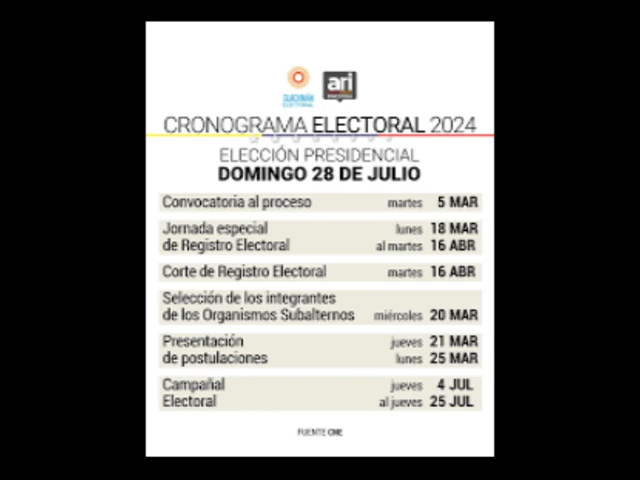 GUACHIMÁN
ELECTORAL
ari
CRONOGRAMA ELECTORAL 2024
ELECCIÓN PRESIDENCIAL
DOMINGO 28 DE JULIO
Convocatoria al proceso martes 5 MAR
Jornada especial lunes 18 MAR
de Registro Electoral al martes 16 ABR
Corte de Registro Electoral martes 16 ABR
Selección de los integrantes
de los Organismos Subalternos miércoles 20 MAR
Presentación jueves 21 MAR
de postulaciones lunes 25 MAR
Campañal jueves 4 JUL
Electoral al jueves 25 JUL
FUENTE CNE